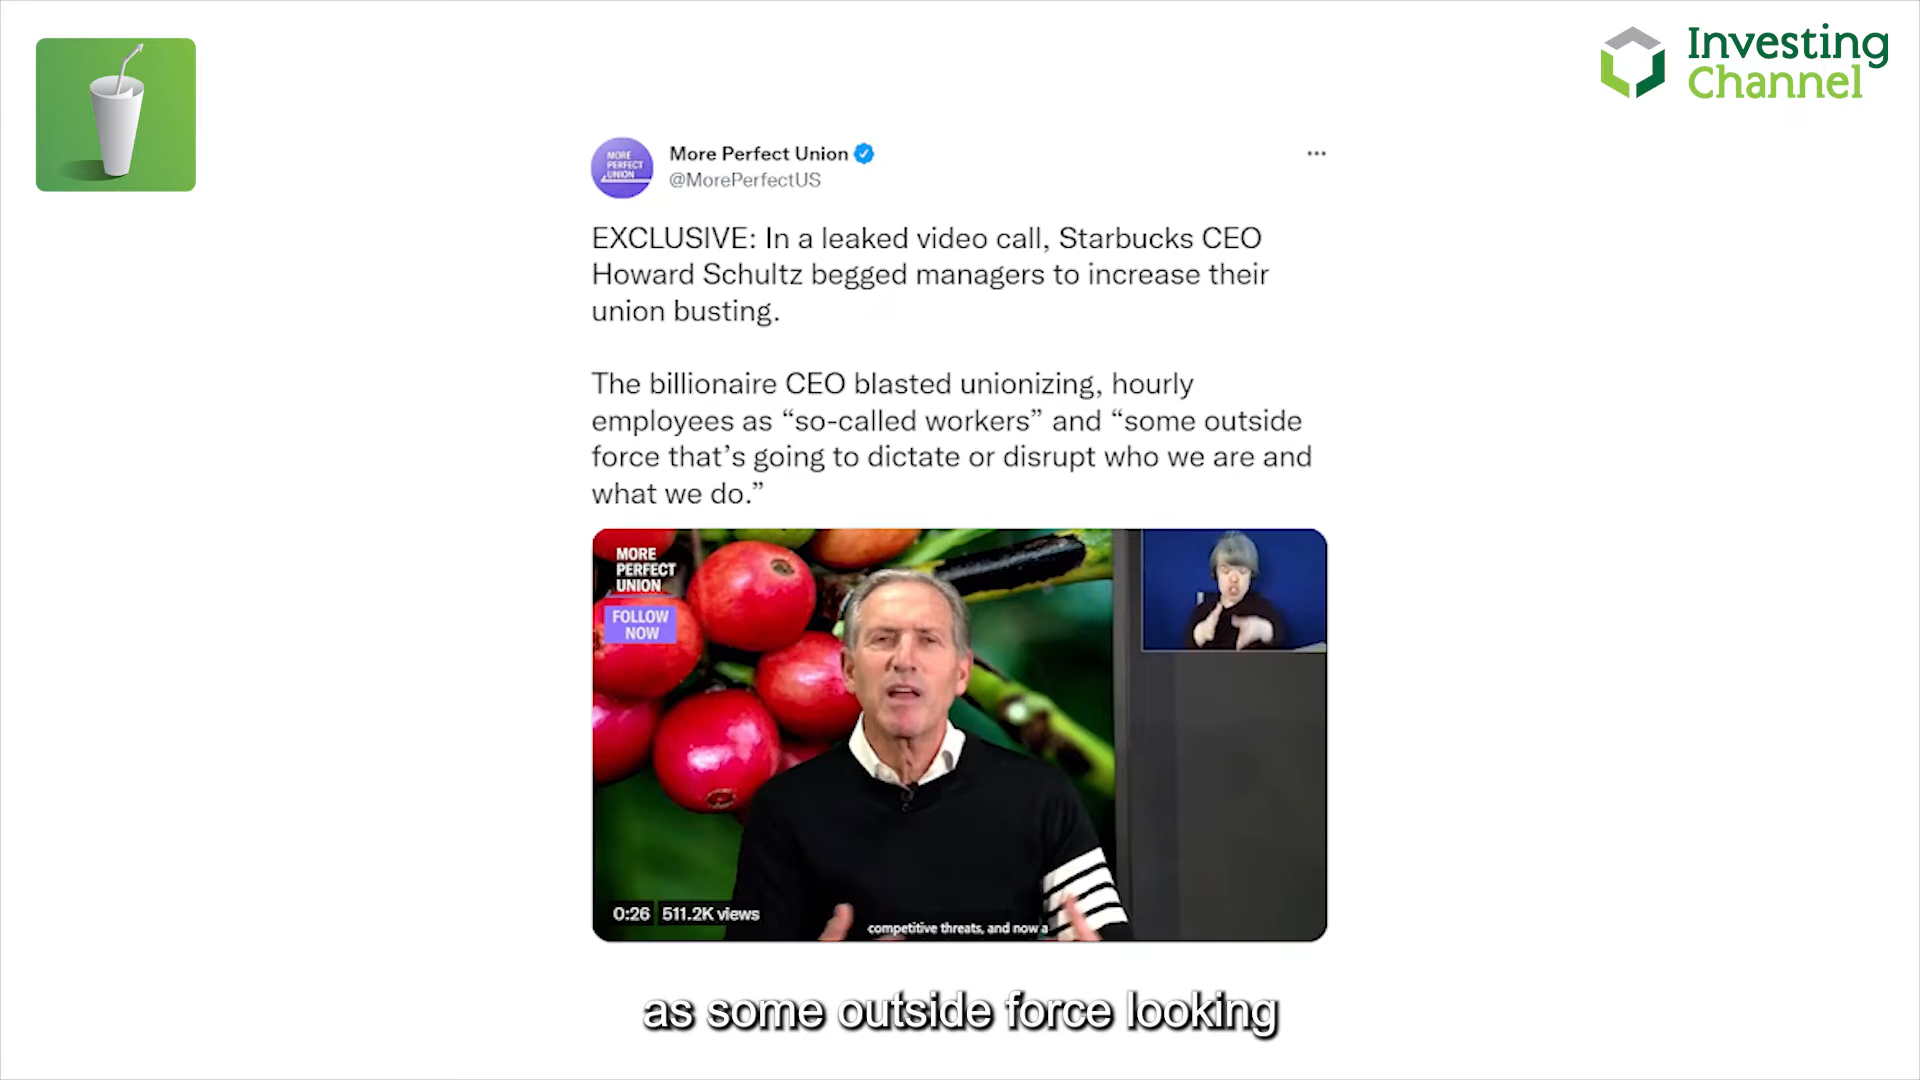 Investing
Channel
MORE
PERFECT
UNION
More Perfect Union
@MorePerfectUS
EXCLUSIVE: In a leaked video call, Starbucks CEO
Howard Schultz begged managers to increase their
union busting.
The billionaire CEO blasted unionizing, hourly
employees as “so-called workers” and “some outside
force that’s going to dictate or disrupt who we are and
what we do.”
MORE
PERFECT
UNION
FOLLOW
NOW
0:26 511.2K views
competitive threats, and now a
as some outside force looking